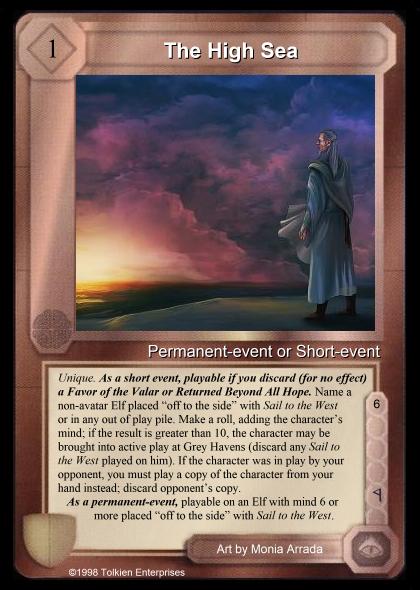 1
The High Sea
Permanent-event or Short-event
Unique. As a short event, playable if you discard (for no effect)
a Favor of the Valar or Returned Beyond All Hope. Name a
non-avatar Elf placed “off to the side” with Sail to the West
or in any out of play pile. Make a roll, adding the character’s
mind; if the result is greater than 10, the character may be
brought into active play at Grey Havens (discard any Sail to
the West played on him). If the character was in play by your
opponent, you must play a copy of the character from your
hand instead; discard opponent’s copy.
As a permanent-event, playable on an Elf with mind 6 or
more placed “off to the side” with Sail to the West.
6
Art by Monia Arrada
©1998 Tolkien Enterprises